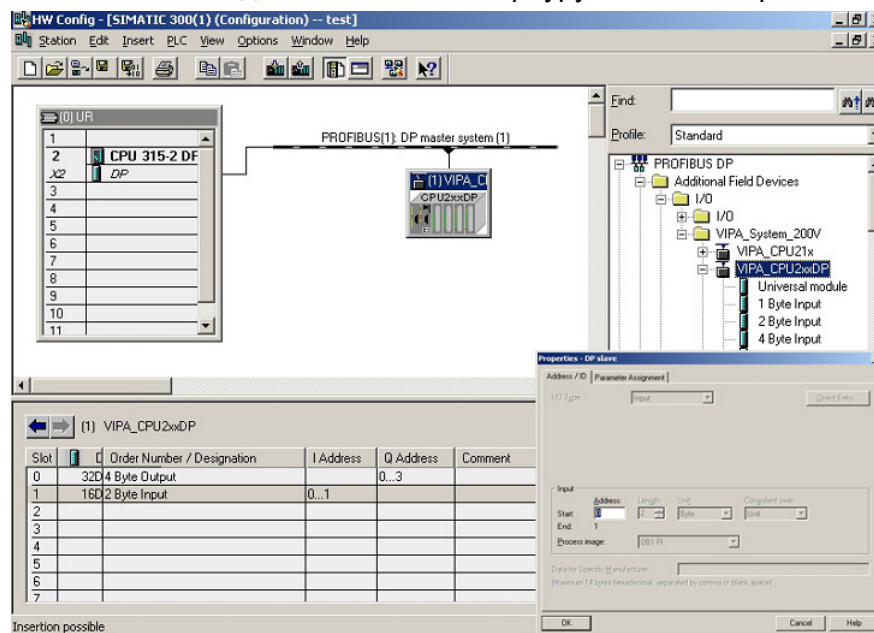 HW Config - [SIMATIC 300(1) (Configuration) -- test]
Station Edit Insert PLC View Options Window Help
(0) UR
1
2 CPU 315-2 DF
X2 DP
3
4
5
6
7
8
9
10
11
PROFIBUS(1): DP master system (1)
(1) VIPA_C
CPU2xxDP
Find:
Profile: Standard
PROFIBUS DP
Additional Field Devices
I/O
I/O
VIPA_System_200V
VIPA_CPU21x
VIPA_CPU2xxDP
Universal module
1 Byte Input
2 Byte Input
4 Byte Input
(1) VIPA_CPU2xxDP
Slot D Order Number / Designation I Address Q Address Comment
0 32D 4 Byte Output 0...3
1 16D 2 Byte Input 0...1
2
3
4
5
6
7
Properties - DP slave
Address / ID Parameter Assignment
I/O Type: Input Direct Entry...
Input
Address: Length: Unit: Consistent over:
Start: 0 2 Byte Unit
End: 1
Process image: OB1 PI
Data for Specific Manufacturer:
(Maximum 14 bytes hexadecimal, separated by comma or blank space)
OK Cancel Help
Insertion possible